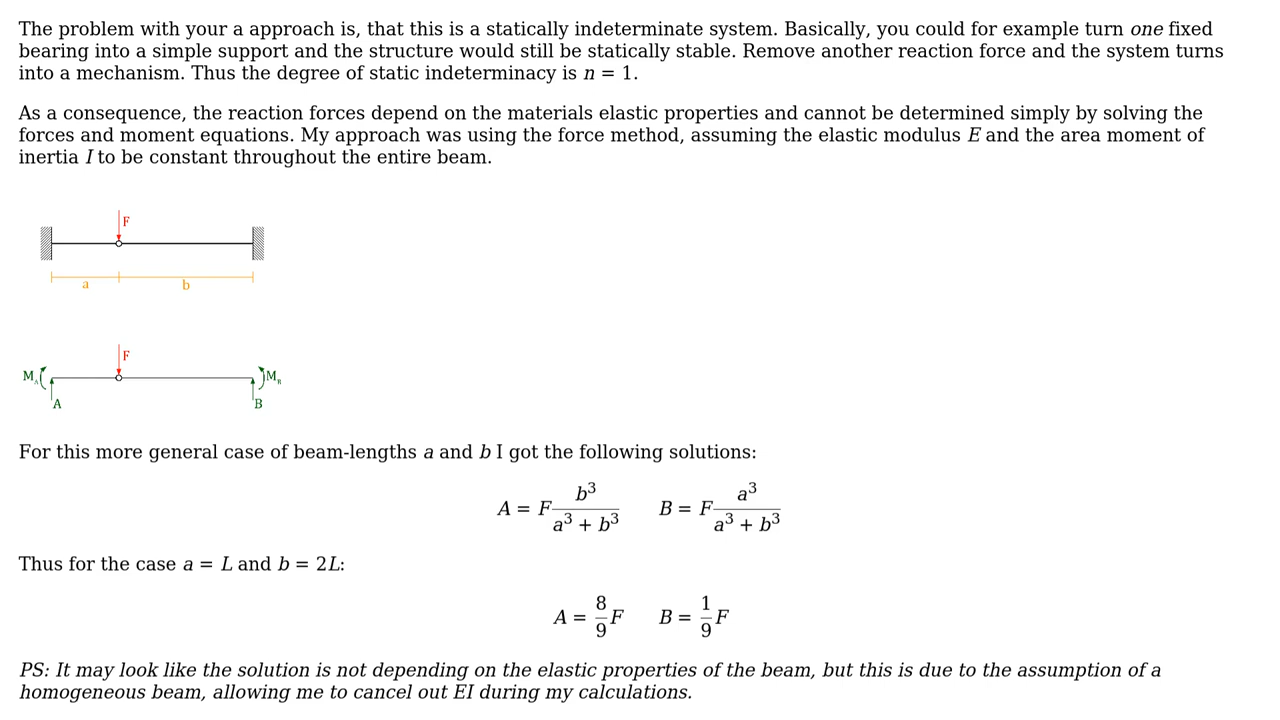 The problem with your a approach is, that this is a statically indeterminate system. Basically, you could for example turn one fixed
bearing into a simple support and the structure would still be statically stable. Remove another reaction force and the system turns
into a mechanism. Thus the degree of static indeterminacy is n = 1.
As a consequence, the reaction forces depend on the materials elastic properties and cannot be determined simply by solving the
forces and moment equations. My approach was using the force method, assuming the elastic modulus E and the area moment of
inertia I to be constant throughout the entire beam.
F
a b
F
M_A M_B
A B
For this more general case of beam-lengths a and b I got the following solutions:
A = F b³/(a³ + b³) B = F a³/(a³ + b³)
Thus for the case a = L and b = 2L:
A = 8/9 F B = 1/9 F
PS: It may look like the solution is not depending on the elastic properties of the beam, but this is due to the assumption of a
homogeneous beam, allowing me to cancel out EI during my calculations.